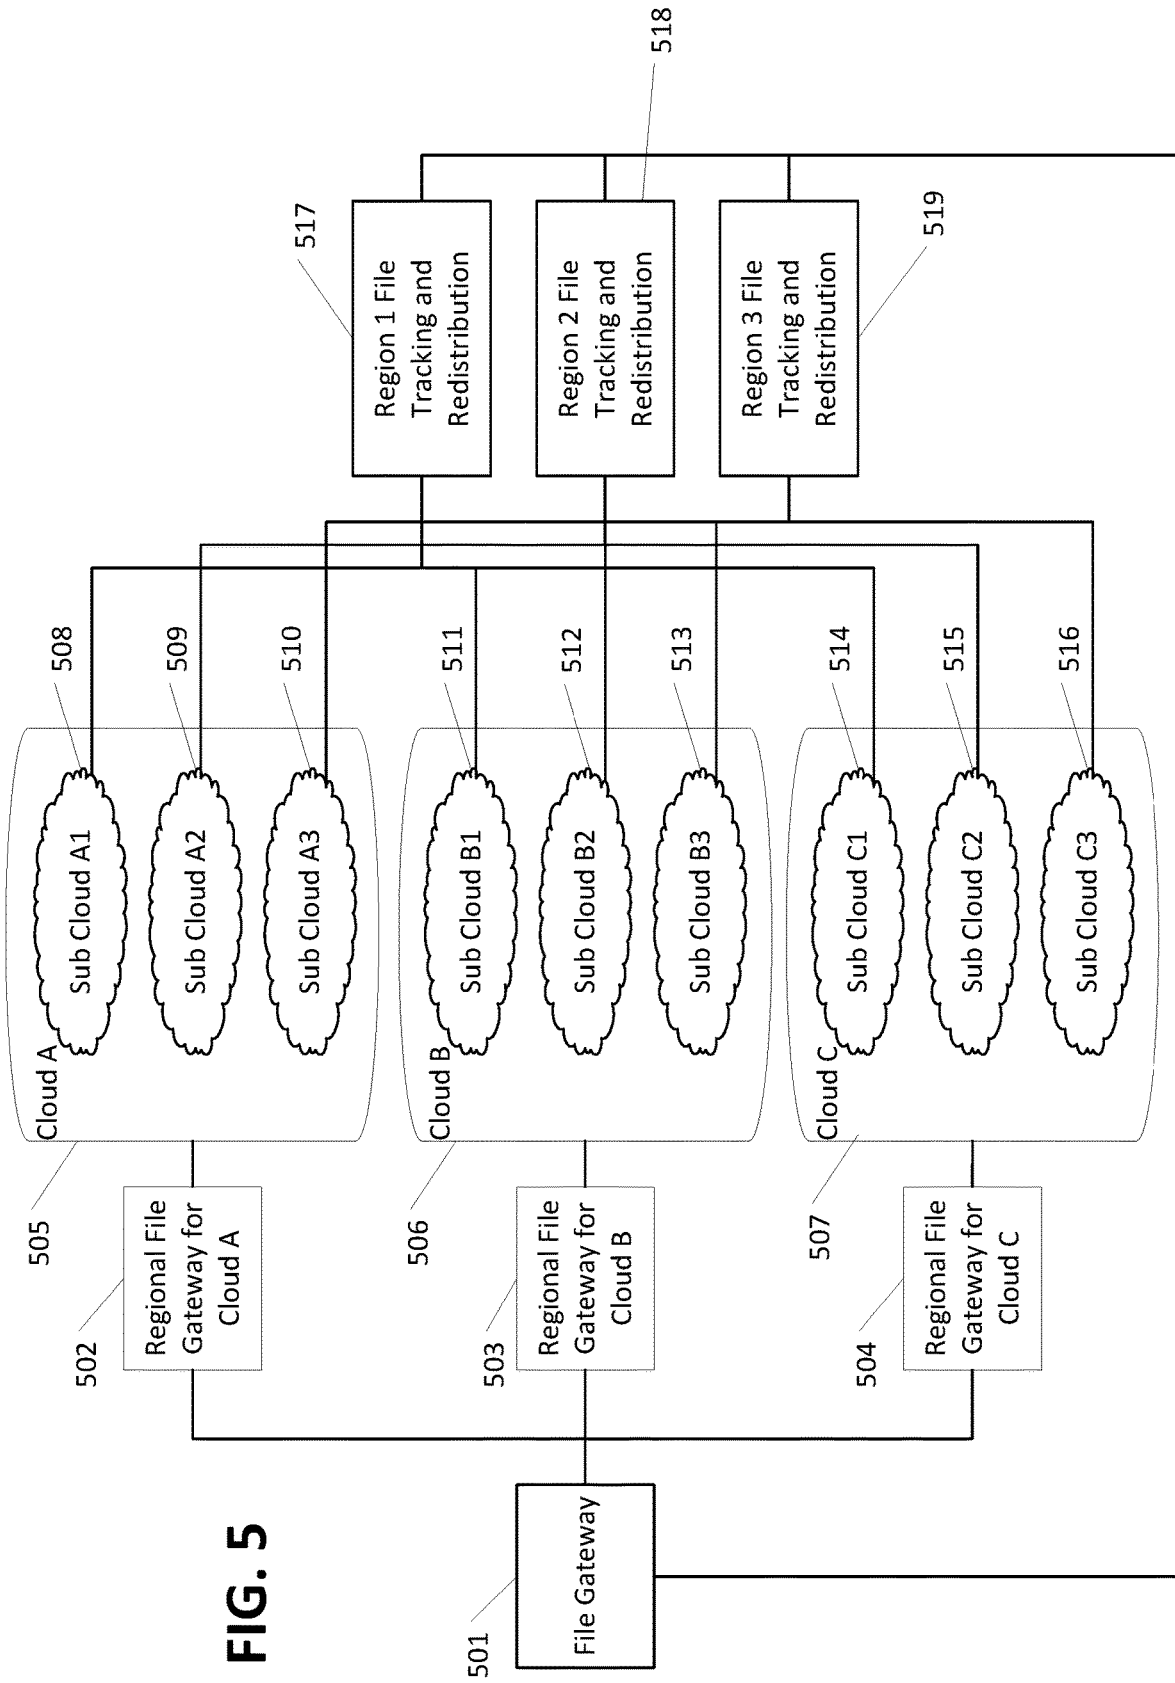 FIG. 5
501
File Gateway
502
Regional File
Gateway for
Cloud A
503
Regional File
Gateway for
Cloud B
504
Regional File
Gateway for
Cloud C
505
Cloud A
Sub Cloud A1
508
Sub Cloud A2
509
Sub Cloud A3
510
506
Cloud B
Sub Cloud B1
511
Sub Cloud B2
512
Sub Cloud B3
513
507
Cloud C
Sub Cloud C1
514
Sub Cloud C2
515
Sub Cloud C3
516
517
Region 1 File
Tracking and
Redistribution
518
Region 2 File
Tracking and
Redistribution
519
Region 3 File
Tracking and
Redistribution